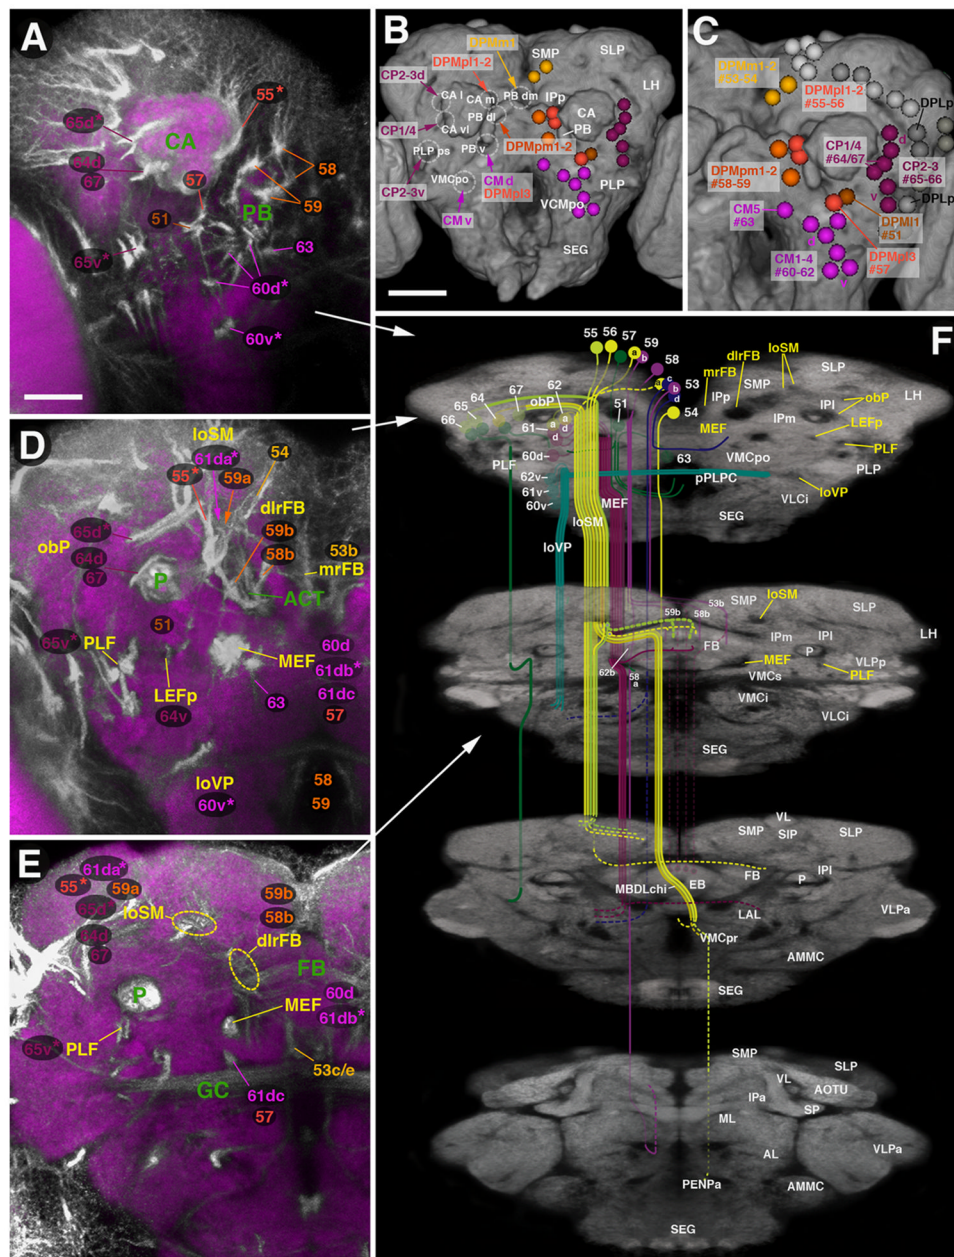 A
55*
65d*
CA
64d
67
58
57
59
51
PB
63
65v*
60d*
60v*
B
DPMm1
SMP
SLP
DPMpl1-2
CP2-3d
LH
CA l
CA m
PB dm
IPp
CA
PB dl
CP1/4
CA vl
PB
DPMpm1-2
PLP ps
PB v
VMCpo
CM d
DPMpl3
PLP
CP2-3v
VCMpo
CM v
SEG
C
DPMm1-2
#53-54
DPMpl1-2
#55-56
DPLp
d
CP1/4
#64/67
CP2-3
#65-66
DPMpm1-2
#58-59
v
DPLp
CM5
#63
DPMl1
#51
d
CM1-4
#60-62
DPMpl3
#57
v
D
loSM
61da*
54
55*
59a
dlrFB
65d*
59b
obP
64d
58b
53b
67
P
mrFB
ACT
51
65v*
PLF
60d
MEF
61db*
LEFp
63
61dc
64v
57
loVP
58
60v*
59
E
61da*
55*
59a
59b
65d*
loSM
58b
64d
dlrFB
67
FB
P
60d
MEF
61db*
65v*
PLF
53c/e
GC
61dc
57
F
55
56
57
59
a
b
58
loSM
dlrFB
SMP
SLP
mrFB
67
62
c
b
53
64
obP
d
IPp
IPl
obP
LH
65
51
54
IPm
66
a
a
61
d
d
MEF
LEFp
60d
63
VMCpo
PLF
PLF
62v
pPLPC
PLP
61v
MEF
loVP
60v
VLCi
loSM
SEG
loVP
53b
SMP
loSM
SLP
59b
58b
IPm
IPl
LH
FB
P
62b
MEF
VLPp
58
a
VMCs
PLF
VMCi
VLCi
SEG
VL
SMP
SIP
SLP
FB
IPl
P
MBDLchi
EB
LAL
VLPa
VMCpr
AMMC
SEG
SMP
SLP
VL
AOTU
IPa
SP
ML
VLPa
AL
PENPa
AMMC
SEG